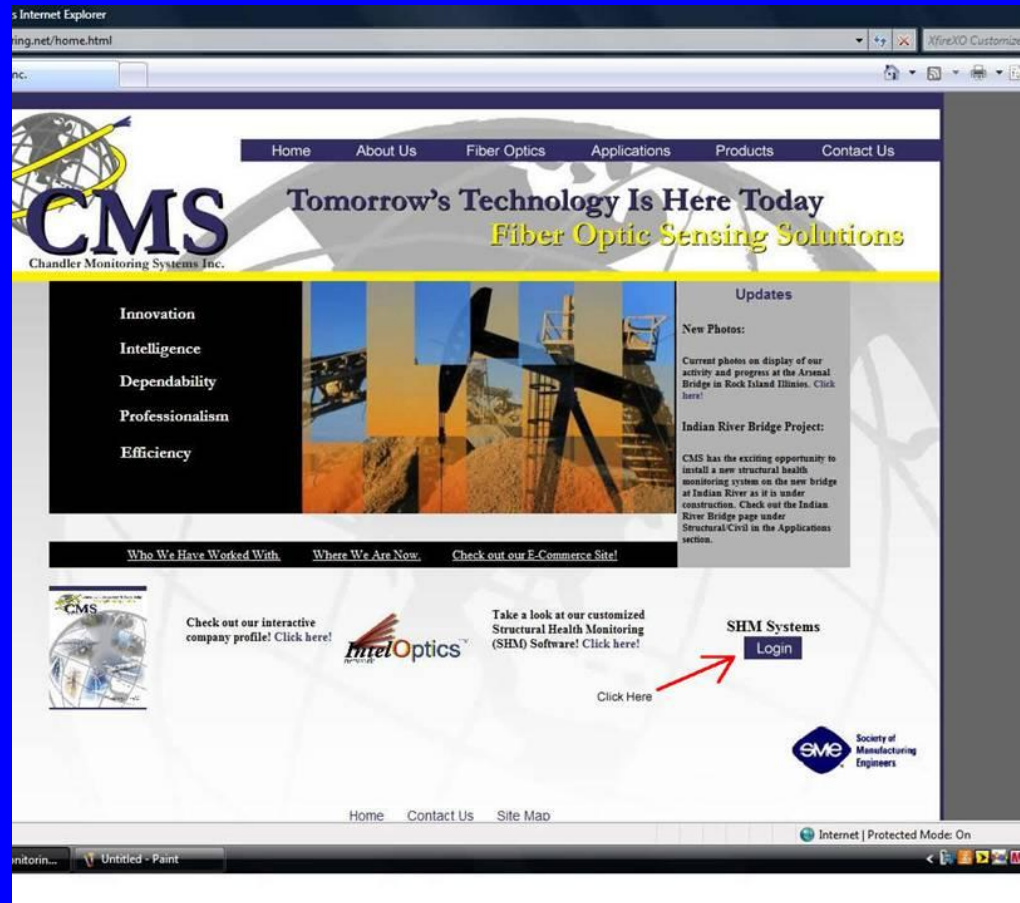 s Internet Explorer
ring.net/home.html
XfireXO Customize
nc.
Home About Us Fiber Optics Applications Products Contact Us
CMS
Chandler Monitoring Systems Inc.
Tomorrow's Technology Is Here Today
Fiber Optic Sensing Solutions
Innovation
Intelligence
Dependability
Professionalism
Efficiency
Updates
New Photos:
Current photos on display of our
activity and progress at the Arsenal
Bridge in Rock Island Illinios. Click
here!
Indian River Bridge Project:
CMS has the exciting opportunity to
install a new structural health
monitoring system on the new bridge
at Indian River as it is under
construction. Check out the Indian
River Bridge page under
Structural/Civil in the Applications
section.
Who We Have Worked With. Where We Are Now. Check out our E-Commerce Site!
CMS
Check out our interactive
company profile! Click here!
IntelOptics™
Take a look at our customized
Structural Health Monitoring
(SHM) Software! Click here!
SHM Systems
Login
Click Here
SME
Society of
Manufacturing
Engineers
Home Contact Us Site Map
Internet | Protected Mode: On
onitorin... Untitled - Paint